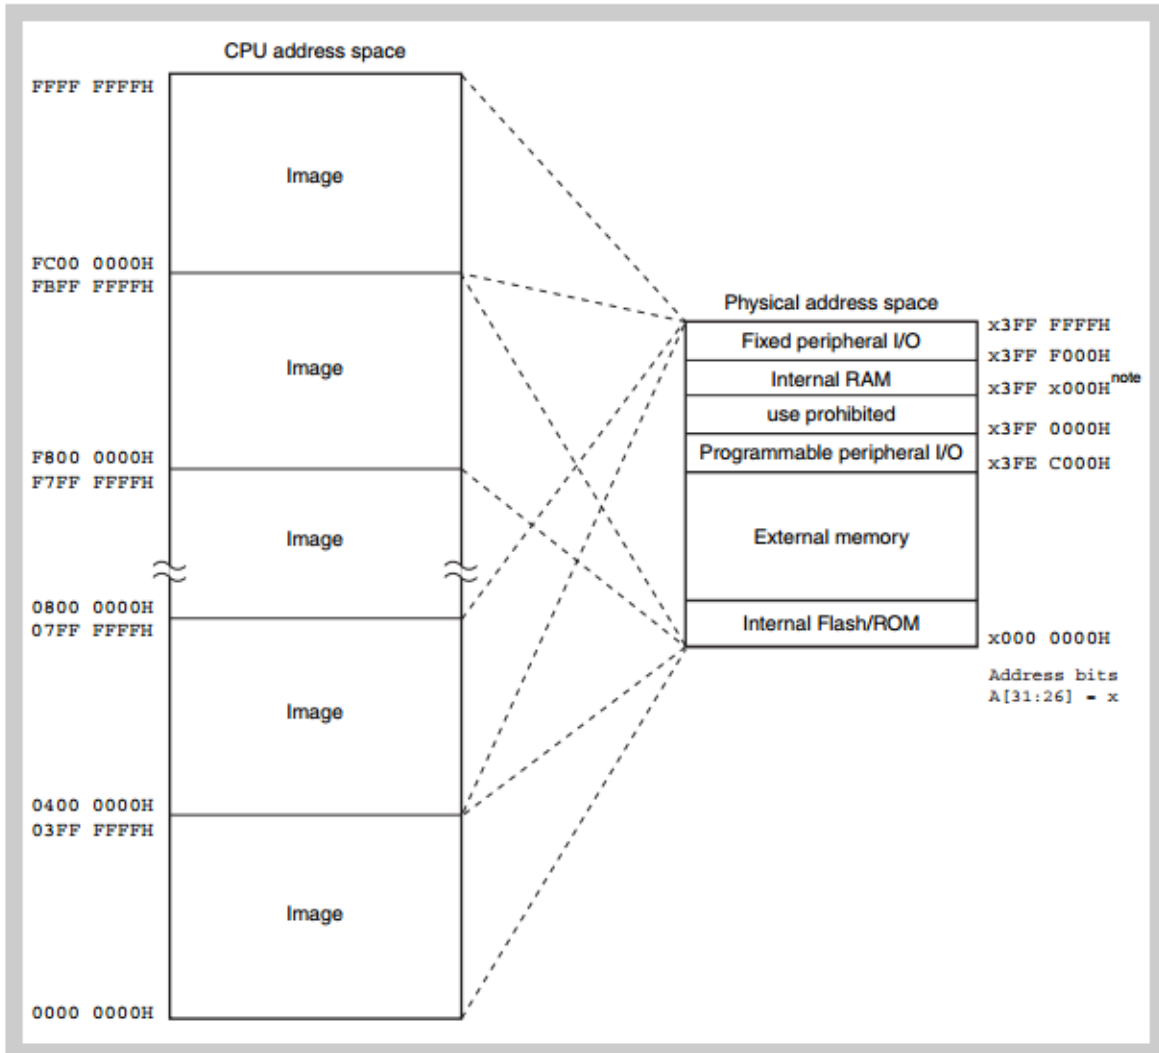 CPU address space
FFFF FFFFH
Image
FC00 0000H
FBFF FFFFH
Image
F800 0000H
F7FF FFFFH
Image
0800 0000H
07FF FFFFH
Image
0400 0000H
03FF FFFFH
Image
0000 0000H
Physical address space
x3FF FFFFH
Fixed peripheral I/O
x3FF F000H
Internal RAM
x3FF x000H note
use prohibited
x3FF 0000H
Programmable peripheral I/O
x3FE C000H
External memory
Internal Flash/ROM
x000 0000H
Address bits
A[31:26] = x